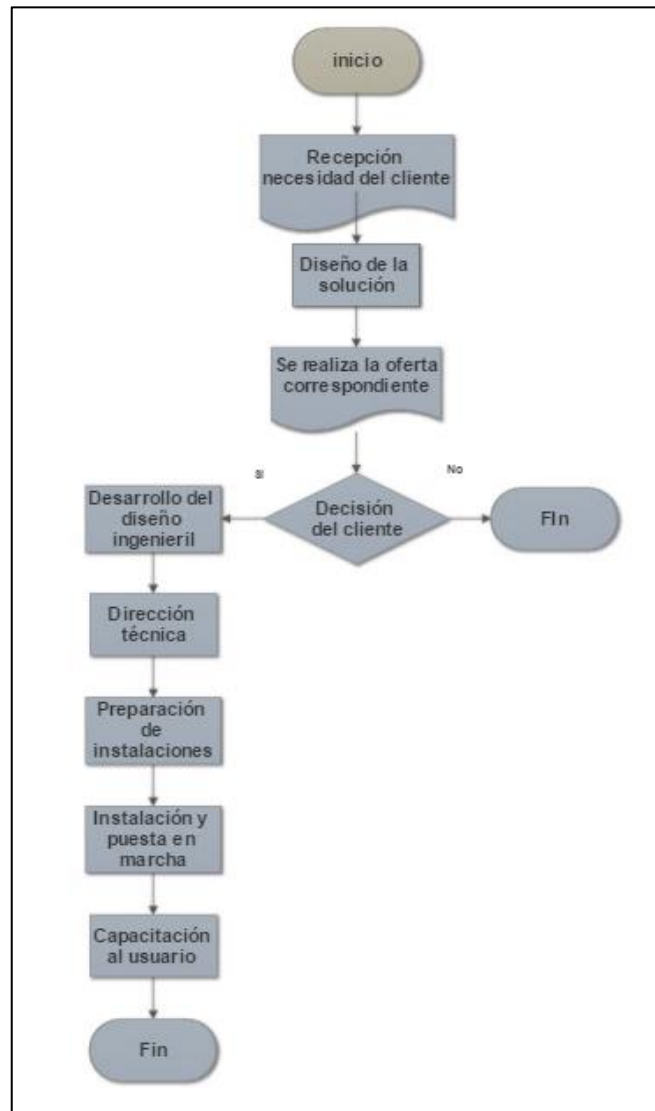 inicio
Recepción
necesidad del cliente
Diseño de la
solución
Se realiza la oferta
correspondiente
Decisión
del cliente
SI
No
FIn
Desarrollo del
diseño
ingenieril
Dirección
técnica
Preparación
de
instalaciones
Instalación y
puesta en
marcha
Capacitación
al usuario
Fin